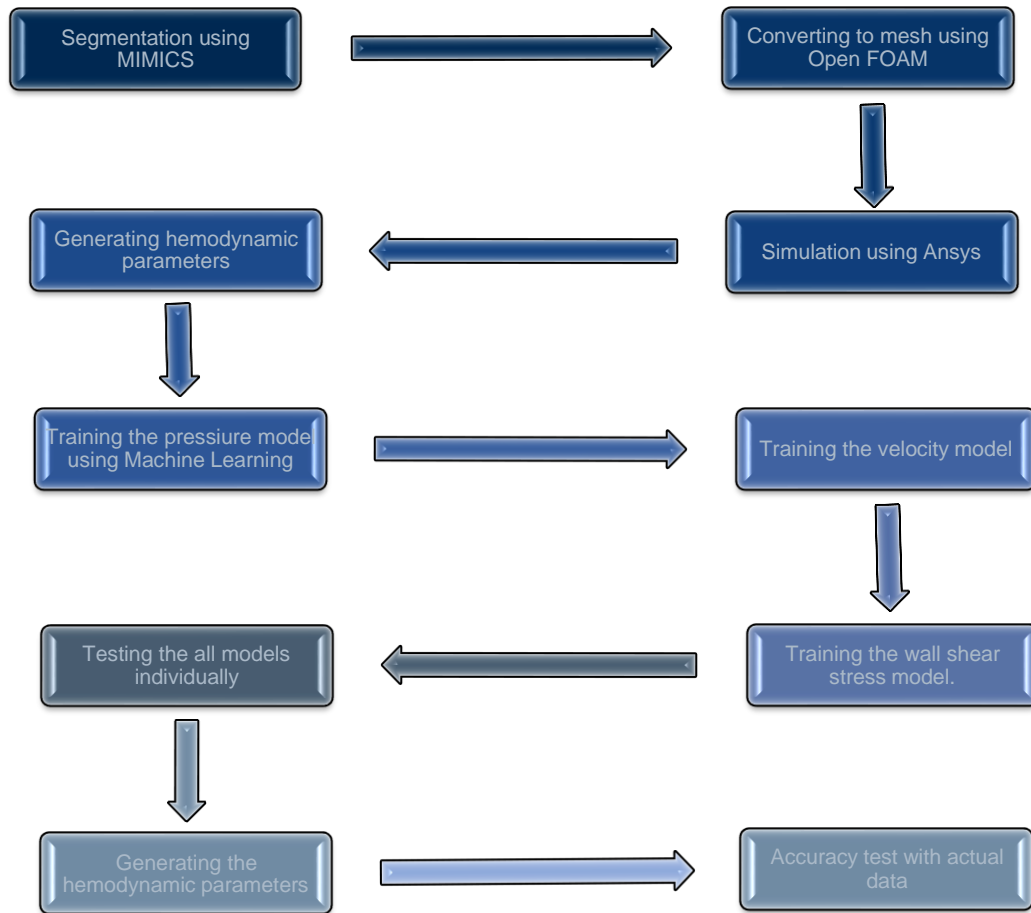 Segmentation using
MIMICS
Converting to mesh using
Open FOAM
Simulation using Ansys
Generating hemodynamic
parameters
Training the pressiure model
using Machine Learning
Training the velocity model
Training the wall shear
stress model.
Testing the all models
individually
Generating the
hemodynamic parameters
Accuracy test with actual
data